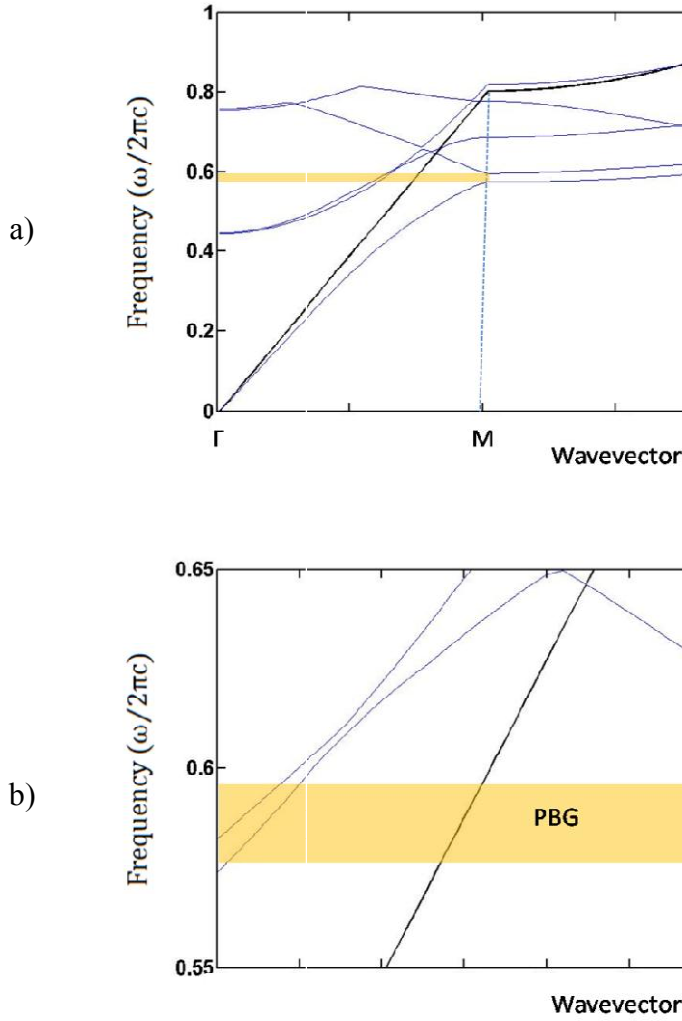 a)
Frequency (ω/2πc)
1
0.8
0.6
0.4
0.2
0
Γ
M
Wavevector
b)
Frequency (ω/2πc)
0.65
0.6
0.55
PBG
Wavevector